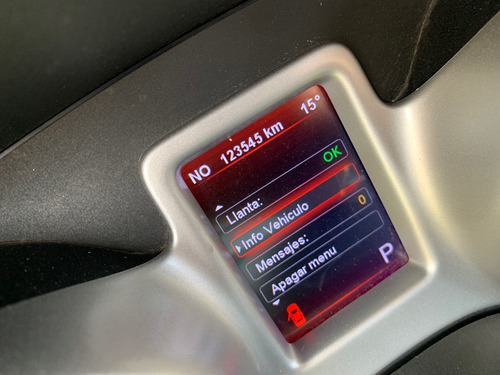 NO 123545 km 15°
Llanta: OK
Info Vehiculo
Mensajes: 0
Apagar menu
P